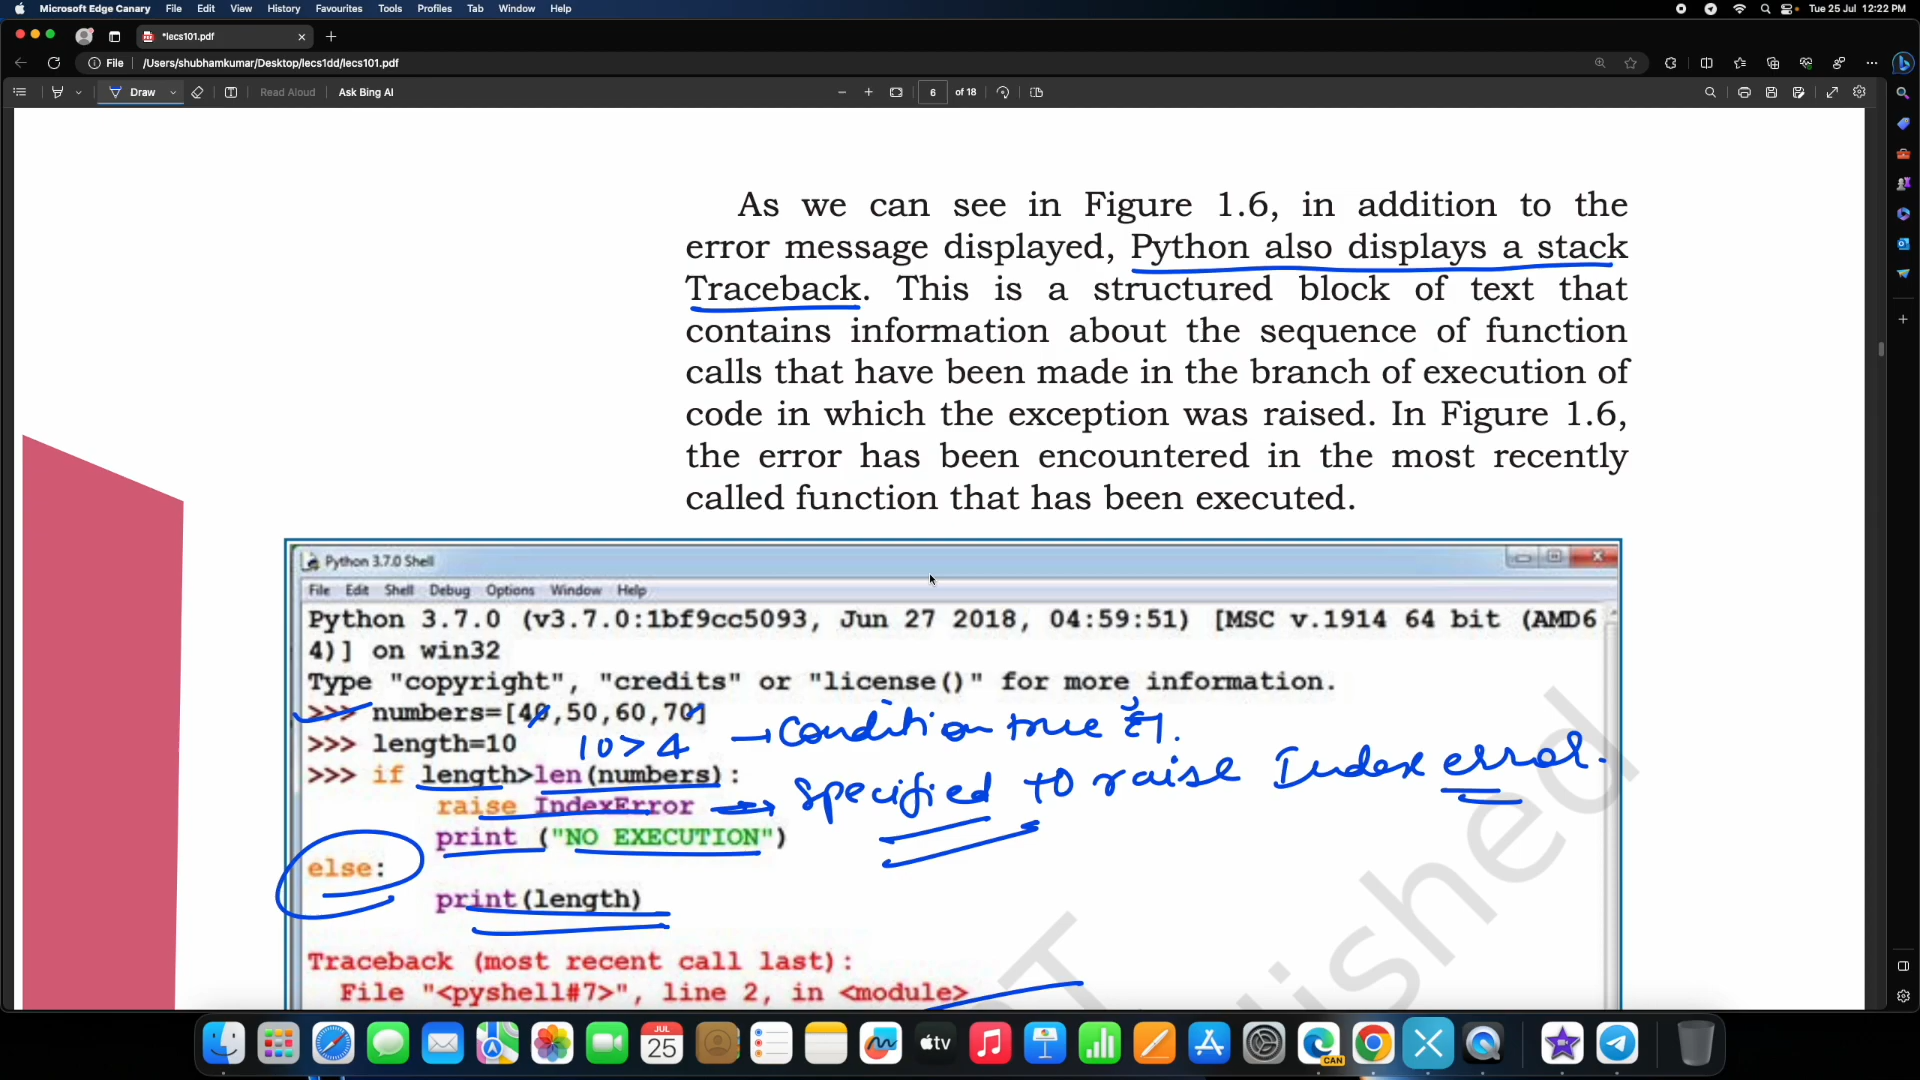 Microsoft Edge Canary File Edit View History Favourites Tools Profiles Tab Window Help Tue 25 Jul 12:22 PM
*lecs101.pdf
File /Users/shubhamkumar/Desktop/lecs1dd/lecs101.pdf
Draw Read Aloud Ask Bing AI 6 of 18
As we can see in Figure 1.6, in addition to the
error message displayed, Python also displays a stack
Traceback. This is a structured block of text that
contains information about the sequence of function
calls that have been made in the branch of execution of
code in which the exception was raised. In Figure 1.6,
the error has been encountered in the most recently
called function that has been executed.
Python 3.7.0 Shell
File Edit Shell Debug Options Window Help
Python 3.7.0 (v3.7.0:1bf9cc5093, Jun 27 2018, 04:59:51) [MSC v.1914 64 bit (AMD6
4)] on win32
Type "copyright", "credits" or "license()" for more information.
>>> numbers=[40,50,60,70]
>>> length=10 10>4 → Condition true
>>> if length>len(numbers):
raise IndexError → Specified to raise Index error.
print ("NO EXECUTION")
else:
print(length)
Traceback (most recent call last):
File "<pyshell#7>", line 2, in <module>
JUL
25
tv
CAN